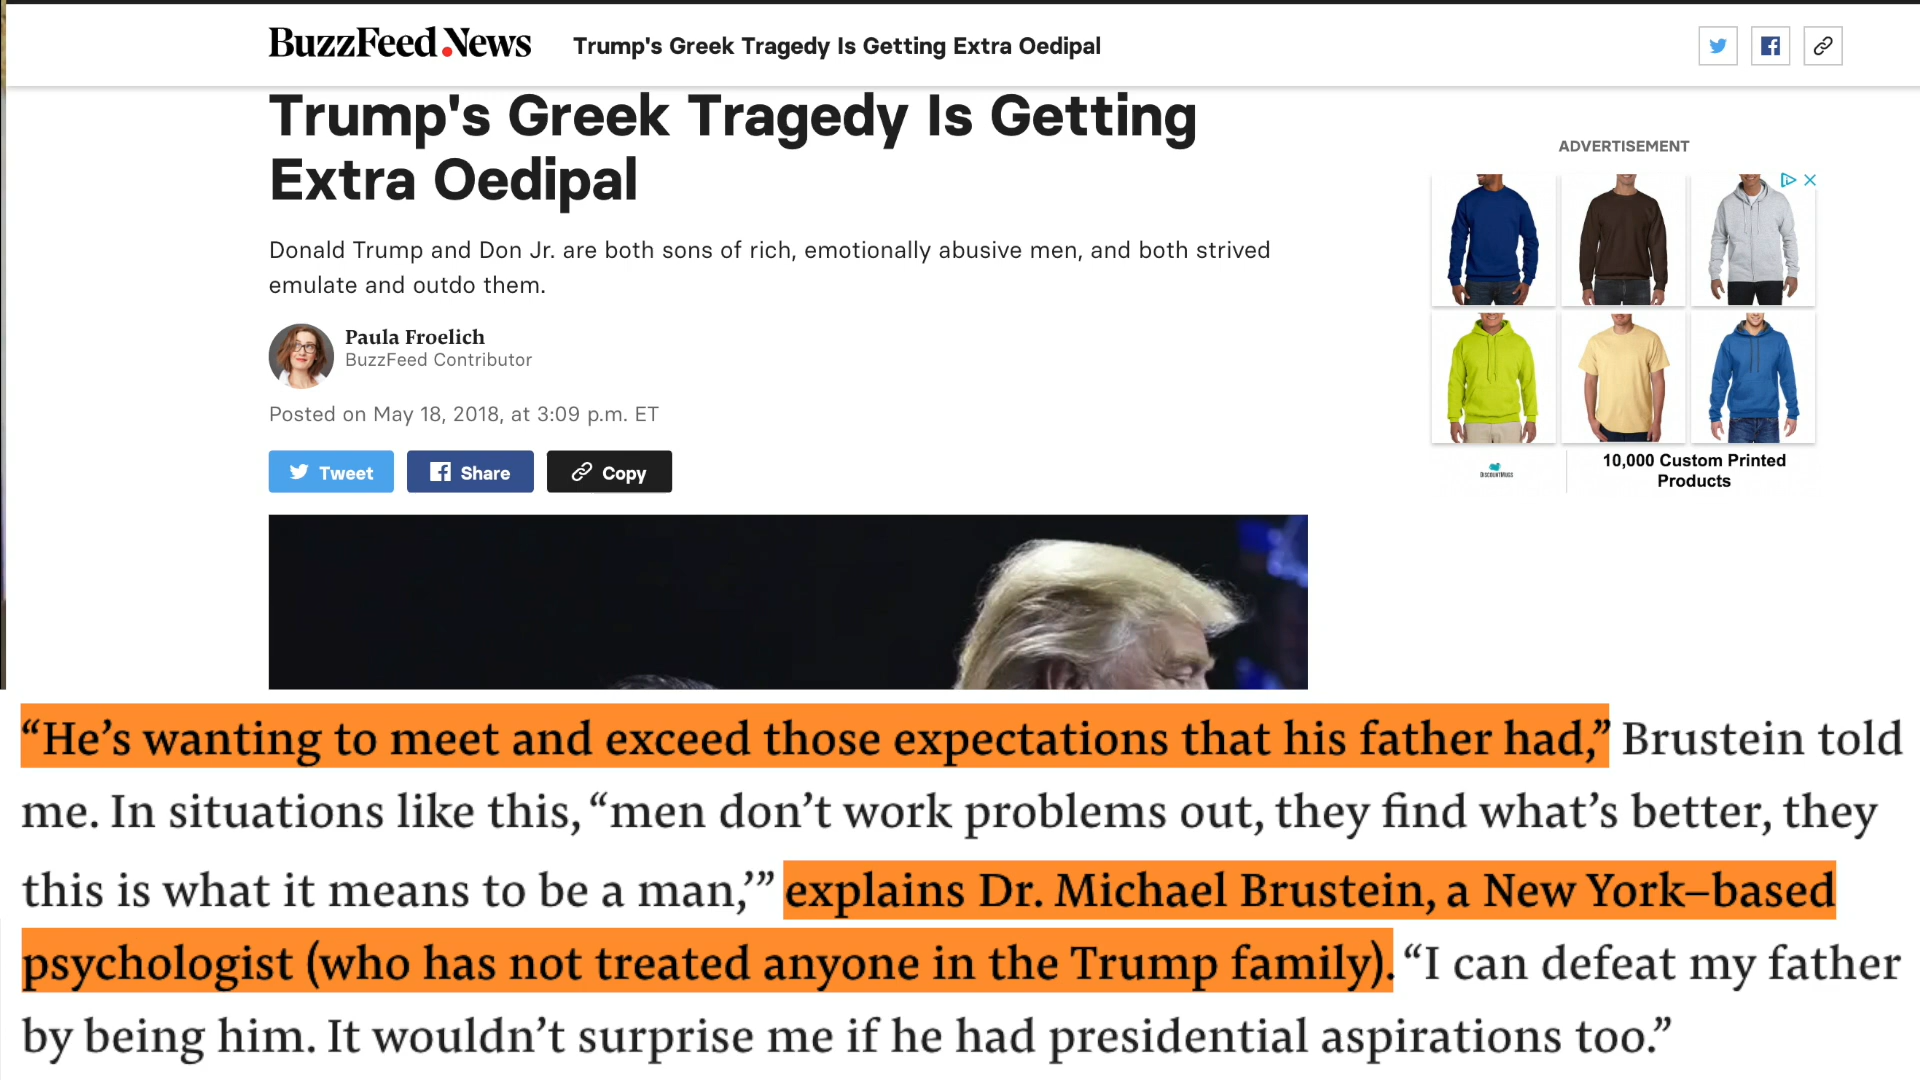 BuzzFeed News
Trump's Greek Tragedy Is Getting Extra Oedipal
Trump's Greek Tragedy Is Getting
Extra Oedipal
Donald Trump and Don Jr. are both sons of rich, emotionally abusive men, and both strived
emulate and outdo them.
Paula Froelich
BuzzFeed Contributor
Posted on May 18, 2018, at 3:09 p.m. ET
Tweet
Share
Copy
ADVERTISEMENT
DISCOUNTMUGS
10,000 Custom Printed
Products
“He’s wanting to meet and exceed those expectations that his father had,” Brustein told
me. In situations like this, “men don’t work problems out, they find what’s better, they
this is what it means to be a man,’” explains Dr. Michael Brustein, a New York–based
psychologist (who has not treated anyone in the Trump family). “I can defeat my father
by being him. It wouldn’t surprise me if he had presidential aspirations too.”